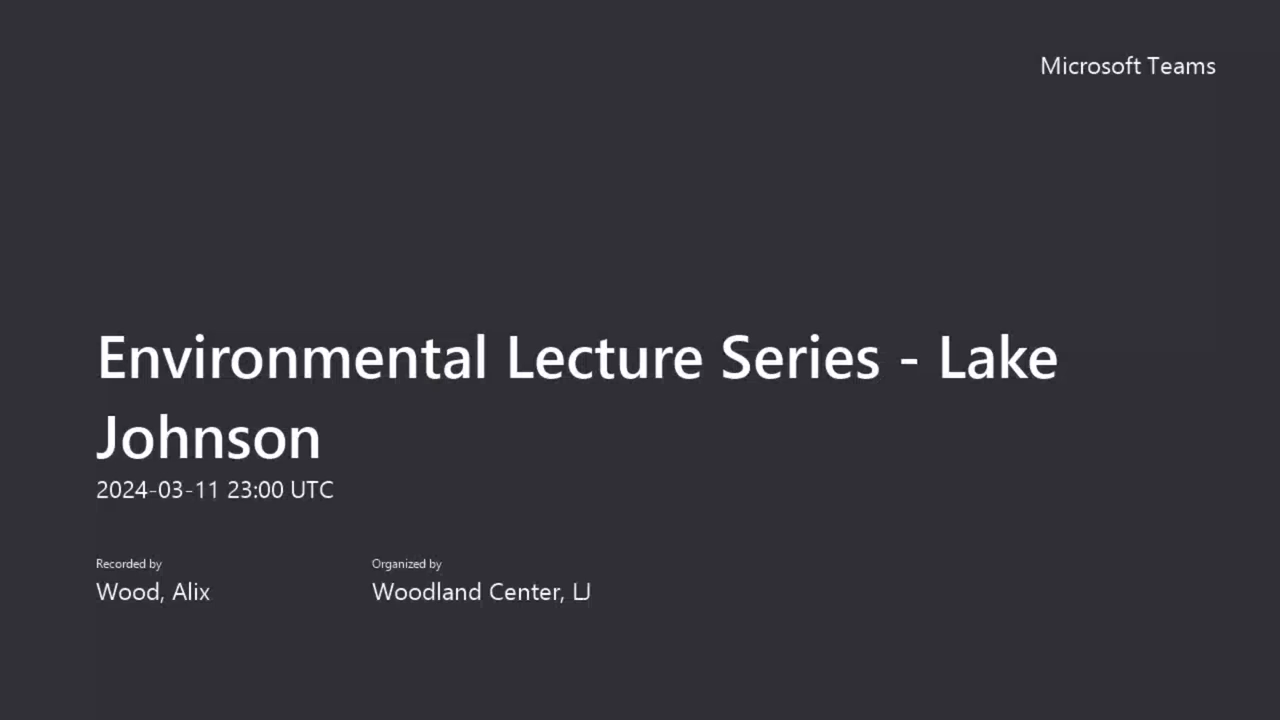 Microsoft Teams
Environmental Lecture Series - Lake
Johnson
2024-03-11 23:00 UTC
Recorded by
Organized by
Wood, Alix
Woodland Center, LJ